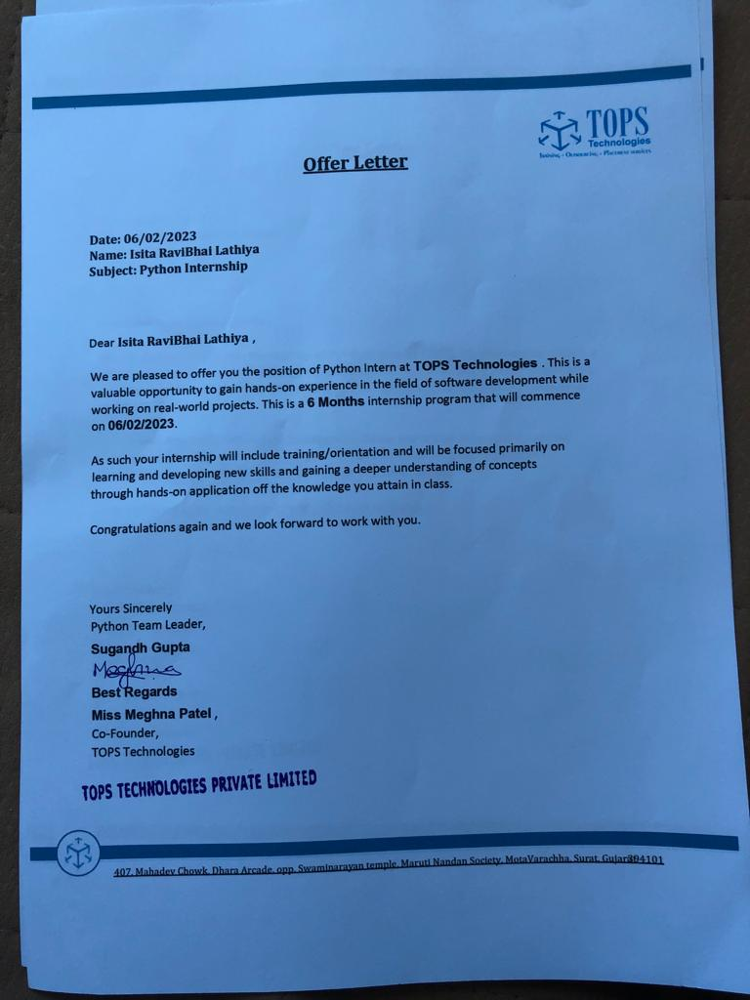 TOPS
Technologies
Training - Outsourcing - Placement services
Offer Letter
Date: 06/02/2023
Name: Isita RaviBhai Lathiya
Subject: Python Internship
Dear Isita RaviBhai Lathiya ,
We are pleased to offer you the position of Python Intern at TOPS Technologies . This is a
valuable opportunity to gain hands-on experience in the field of software development while
working on real-world projects. This is a 6 Months internship program that will commence
on 06/02/2023.
As such your internship will include training/orientation and will be focused primarily on
learning and developing new skills and gaining a deeper understanding of concepts
through hands-on application off the knowledge you attain in class.
Congratulations again and we look forward to work with you.
Yours Sincerely
Python Team Leader,
Sugandh Gupta
Meghna
Best Regards
Miss Meghna Patel ,
Co-Founder,
TOPS Technologies
TOPS TECHNOLOGIES PRIVATE LIMITED
407, Mahadev Chowk, Dhara Arcade, opp. Swaminarayan temple, Maruti Nandan Society, MotaVarachha, Surat, Gujarat 394101